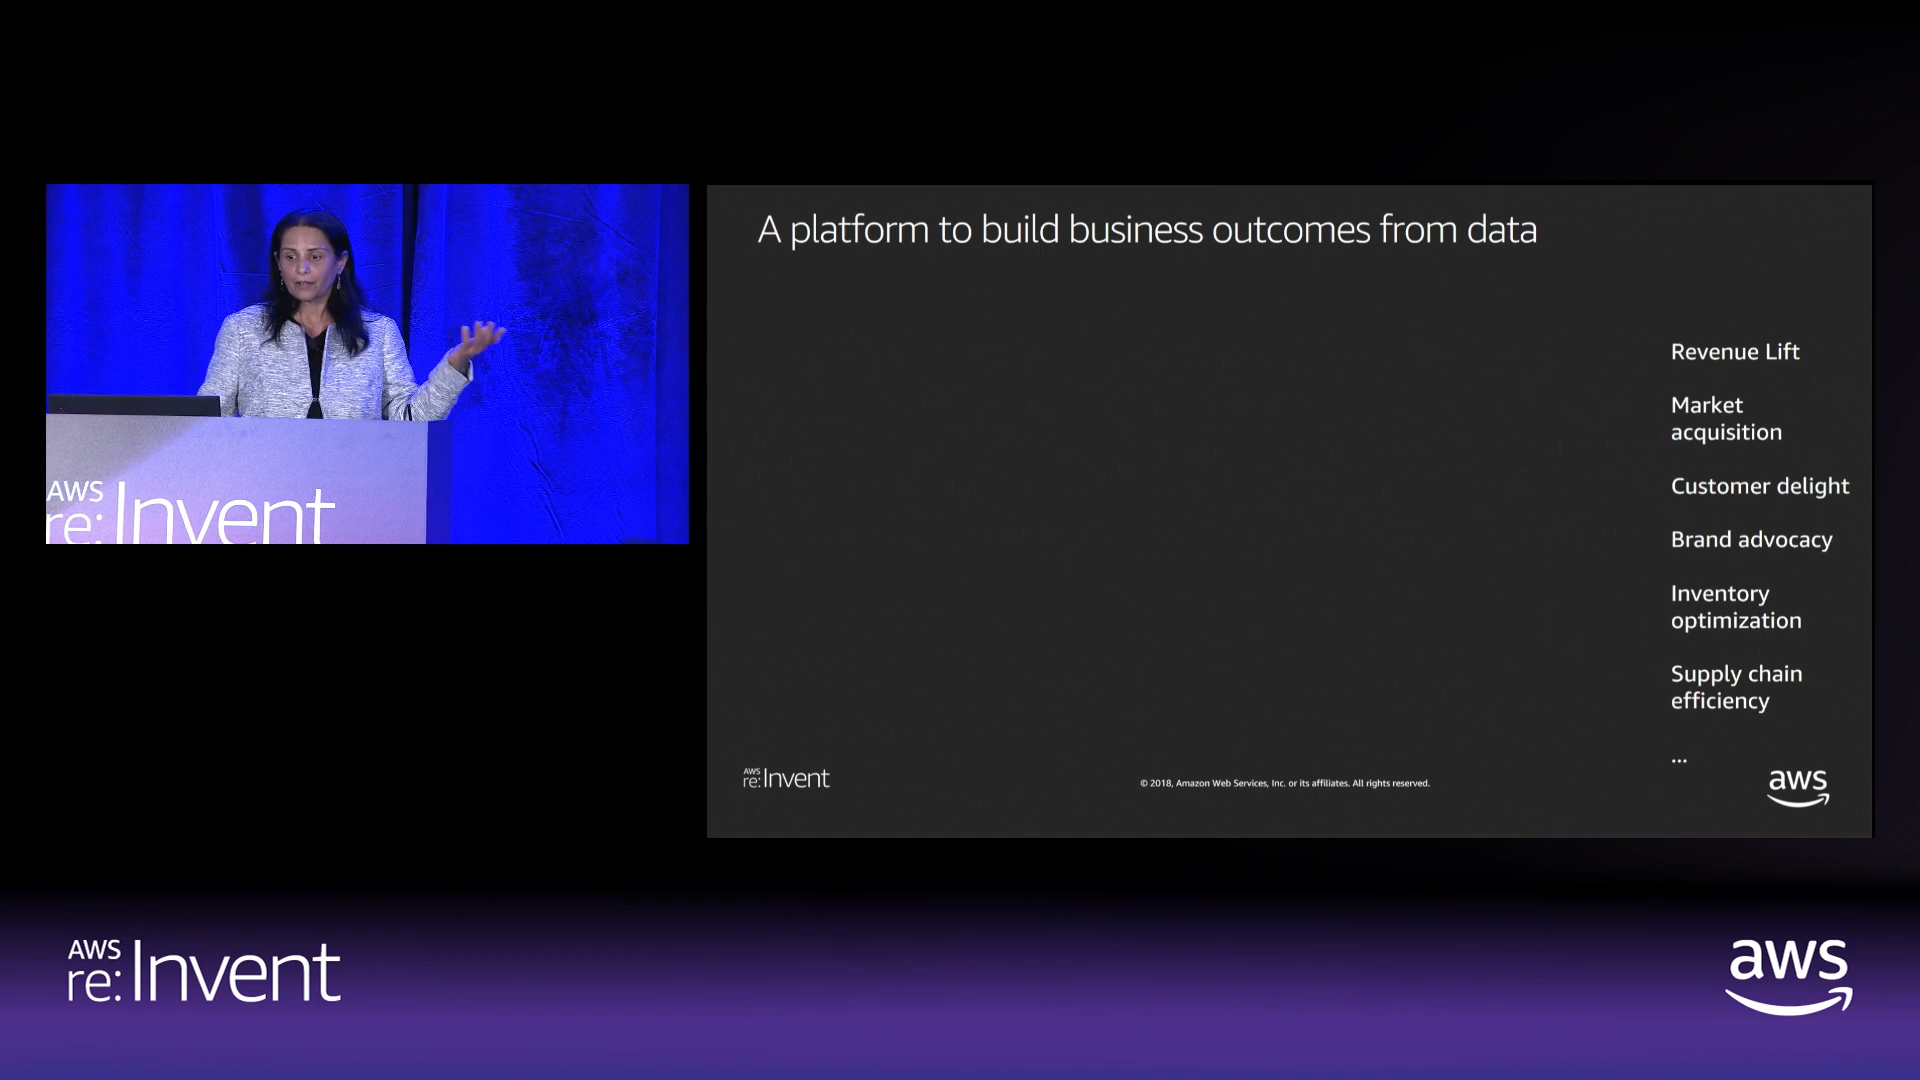 AWS
re:Invent
A platform to build business outcomes from data
Revenue Lift
Market
acquisition
Customer delight
Brand advocacy
Inventory
optimization
Supply chain
efficiency
...
AWS
re:Invent
© 2018, Amazon Web Services, Inc. or its affiliates. All rights reserved.
aws
AWS
re:Invent
aws